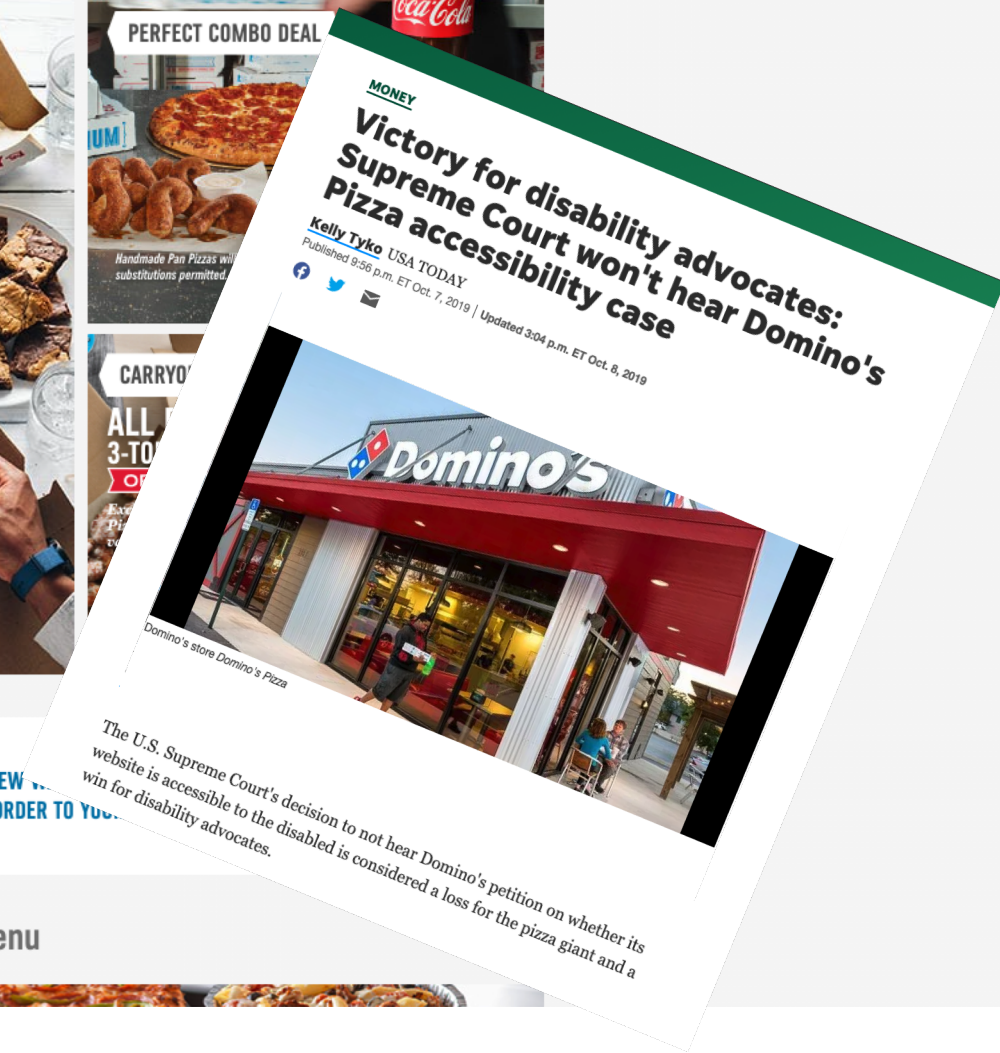 Coca-Cola
PERFECT COMBO DEAL
Handmade Pan Pizzas will
substitutions permitted.
CARRYO
ALL
3-TO
MONEY
Victory for disability advocates:
Supreme Court won't hear Domino's
Pizza accessibility case
Kelly Tyko USA TODAY
Published 9:56 p.m. ET Oct. 7, 2019 | Updated 3:04 p.m. ET Oct. 8, 2019
Domino's
Domino's store Domino's Pizza
The U.S. Supreme Court's decision to not hear Domino's petition on whether its
website is accessible to the disabled is considered a loss for the pizza giant and a
win for disability advocates.
ORDER TO YOU
enu